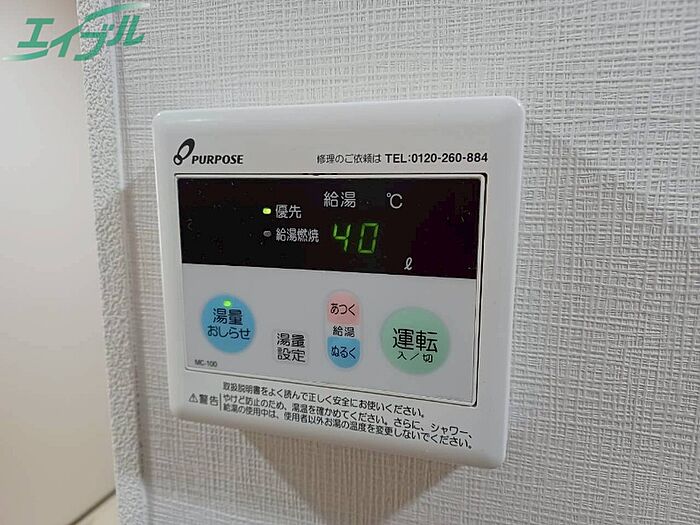 エイブル
PURPOSE
修理のご依頼は TEL:0120-260-884
給湯 ℃
優先
給湯燃焼
40
ℓ
湯量
おしらせ
湯量
設定
あつく
給湯
ぬるく
運転
入/切
MC-100
取扱説明書をよく読んで正しく安全にお使いください。
⚠警告
やけど防止のため、湯温を確かめてください。さらに、シャワー、
給湯の使用中は、使用者以外お湯の温度を変更しないでください。